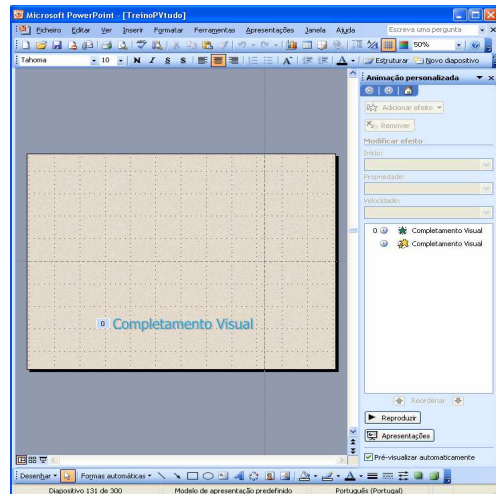 Microsoft PowerPoint - [TreinoPVtudo]
Ficheiro Editar Ver Inserir Formatar Ferramentas Apresentações Janela Ajuda Escreva uma pergunta
50%
Tahoma 10 N I S S Estruturar Novo diapositivo
Animação personalizada
Adicionar efeito
Remover
Modificar efeito
Início:
Propriedade:
Velocidade:
0 Completamento Visual
Completamento Visual
0 Completamento Visual
Reordenar
Reproduzir
Apresentações
Pré-visualizar automaticamente
Desenhar Formas automáticas
Diapositivo 131 de 300 Modelo de apresentação predefinido Português (Portugal)